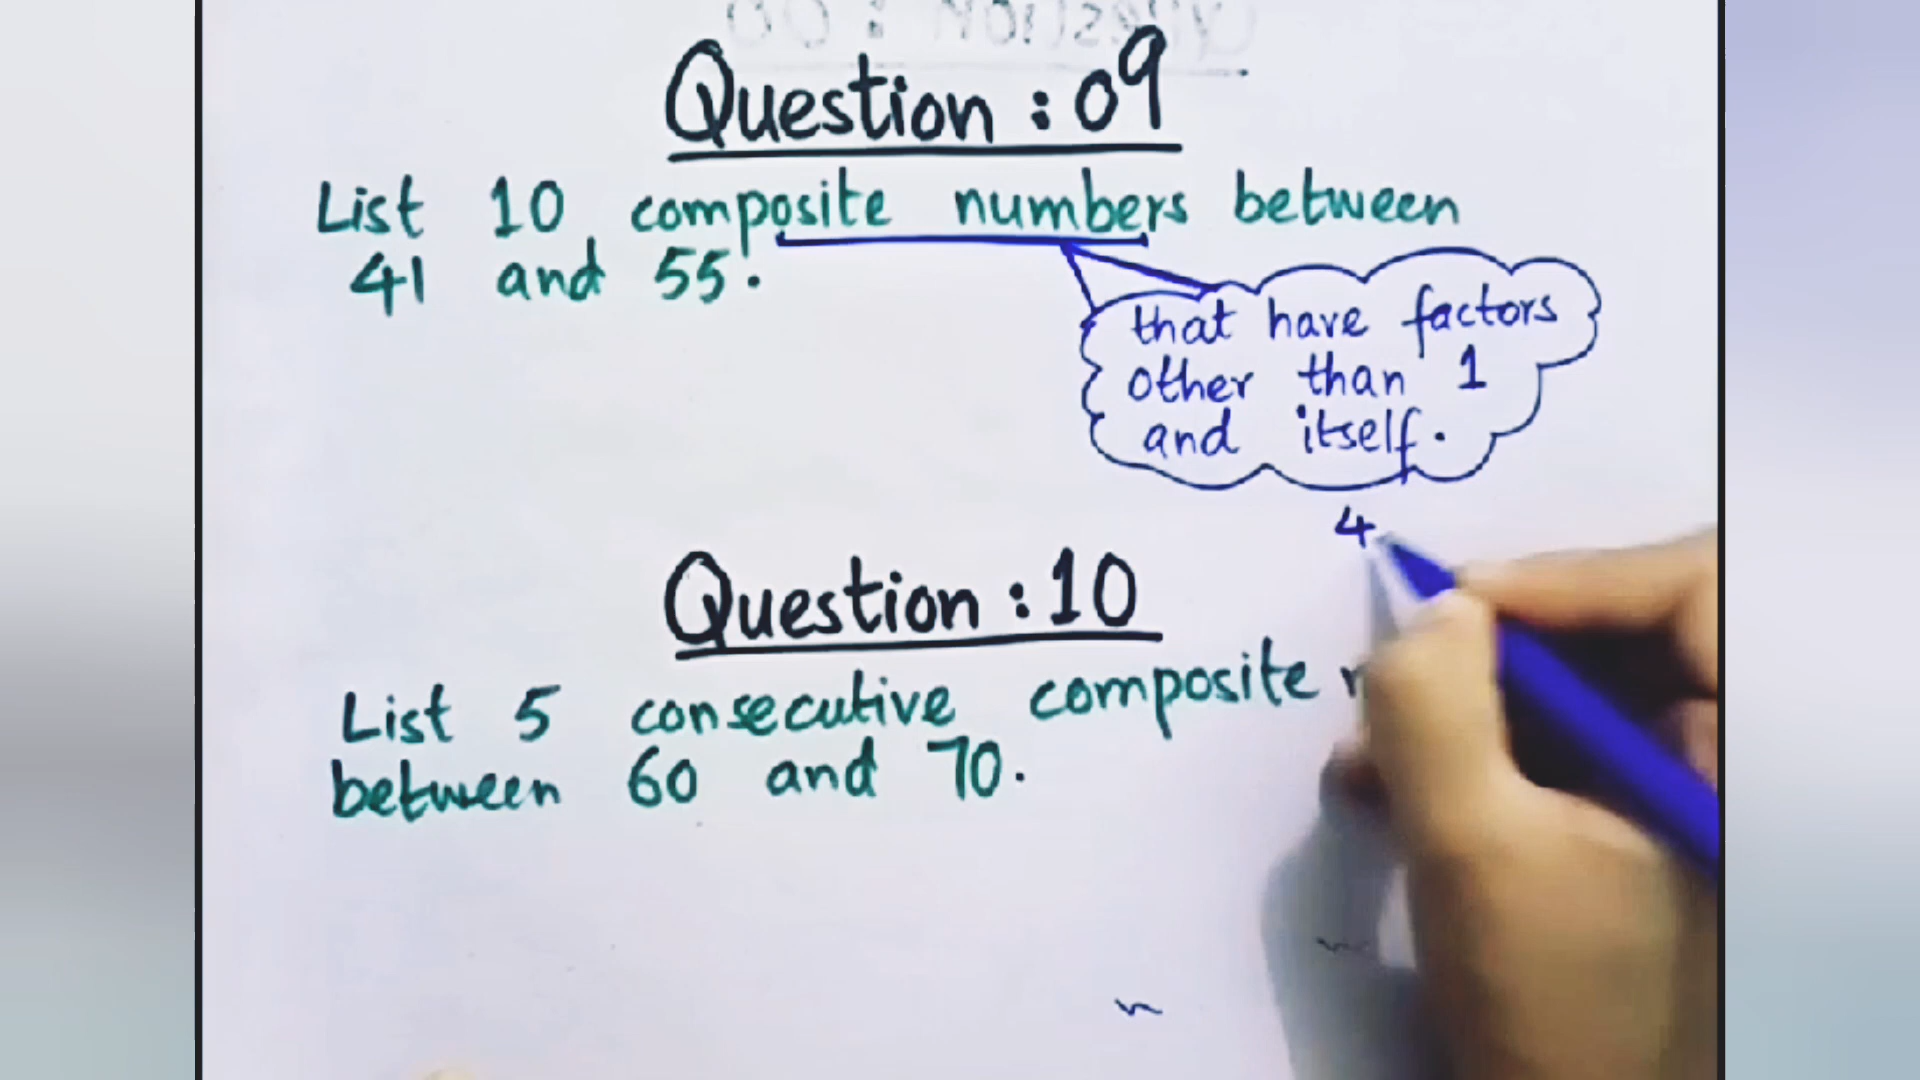 Question : 09
List 10 composite numbers between
41 and 55.
that have factors
other than 1
and itself.
4
Question : 10
List 5 consecutive composite
between 60 and 70.